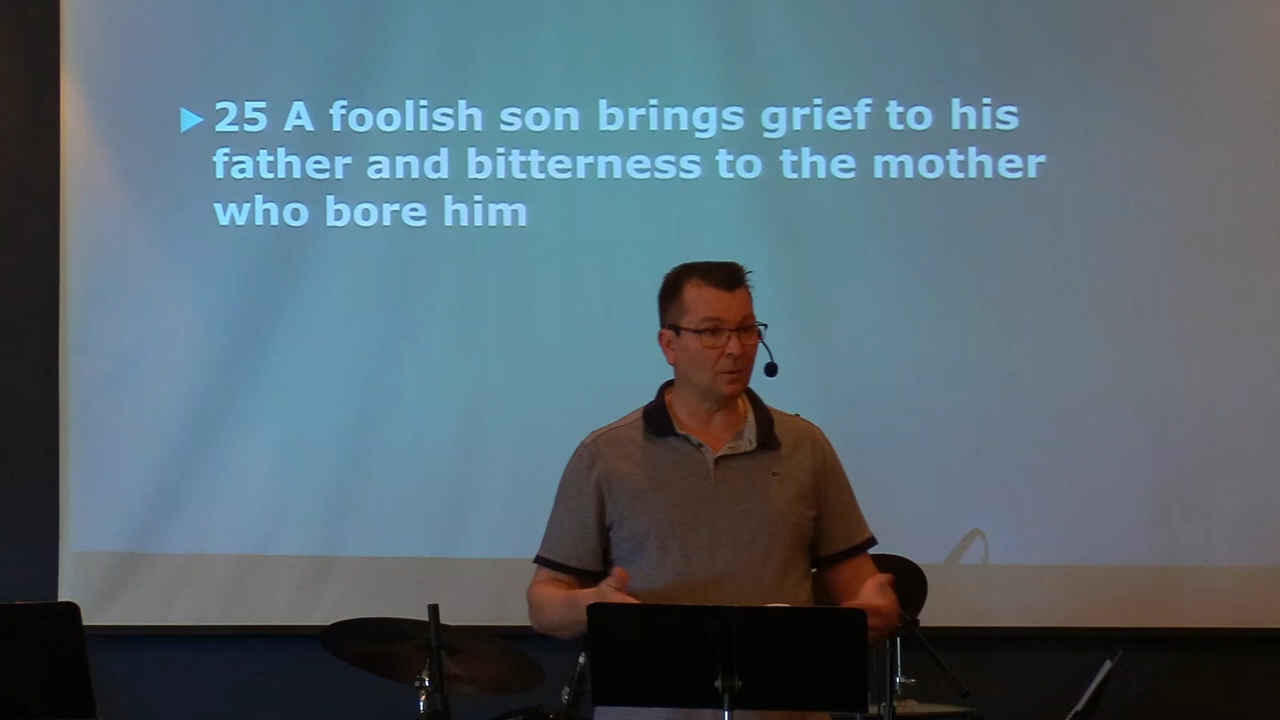 25 A foolish son brings grief to his
father and bitterness to the mother
who bore him